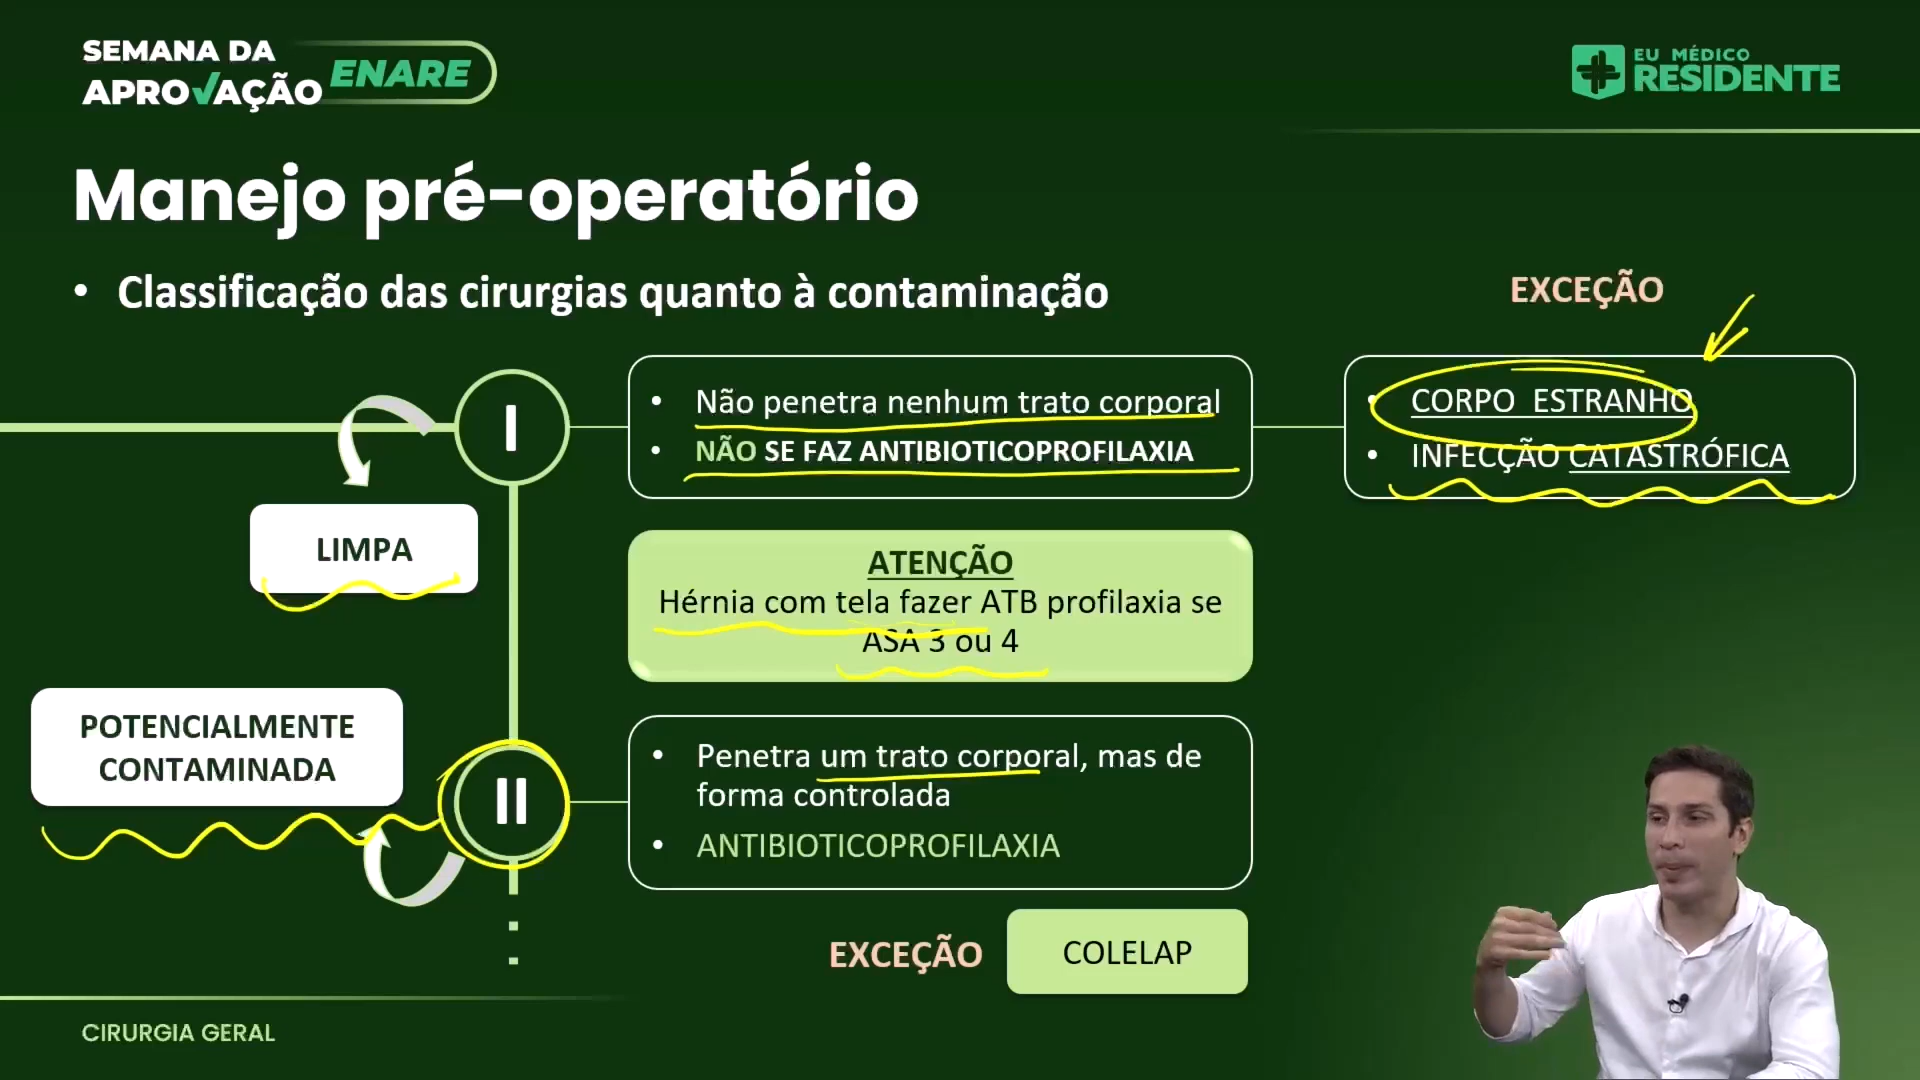 SEMANA DA
APROVAÇÃO ENARE
EU MÉDICO
RESIDENTE
Manejo pré-operatório
• Classificação das cirurgias quanto à contaminação
EXCEÇÃO
I
• Não penetra nenhum trato corporal
• NÃO SE FAZ ANTIBIOTICOPROFILAXIA
• CORPO ESTRANHO
• INFECÇÃO CATASTRÓFICA
LIMPA
ATENÇÃO
Hérnia com tela fazer ATB profilaxia se
ASA 3 ou 4
POTENCIALMENTE
CONTAMINADA
II
• Penetra um trato corporal, mas de
forma controlada
• ANTIBIOTICOPROFILAXIA
EXCEÇÃO
COLELAP
CIRURGIA GERAL